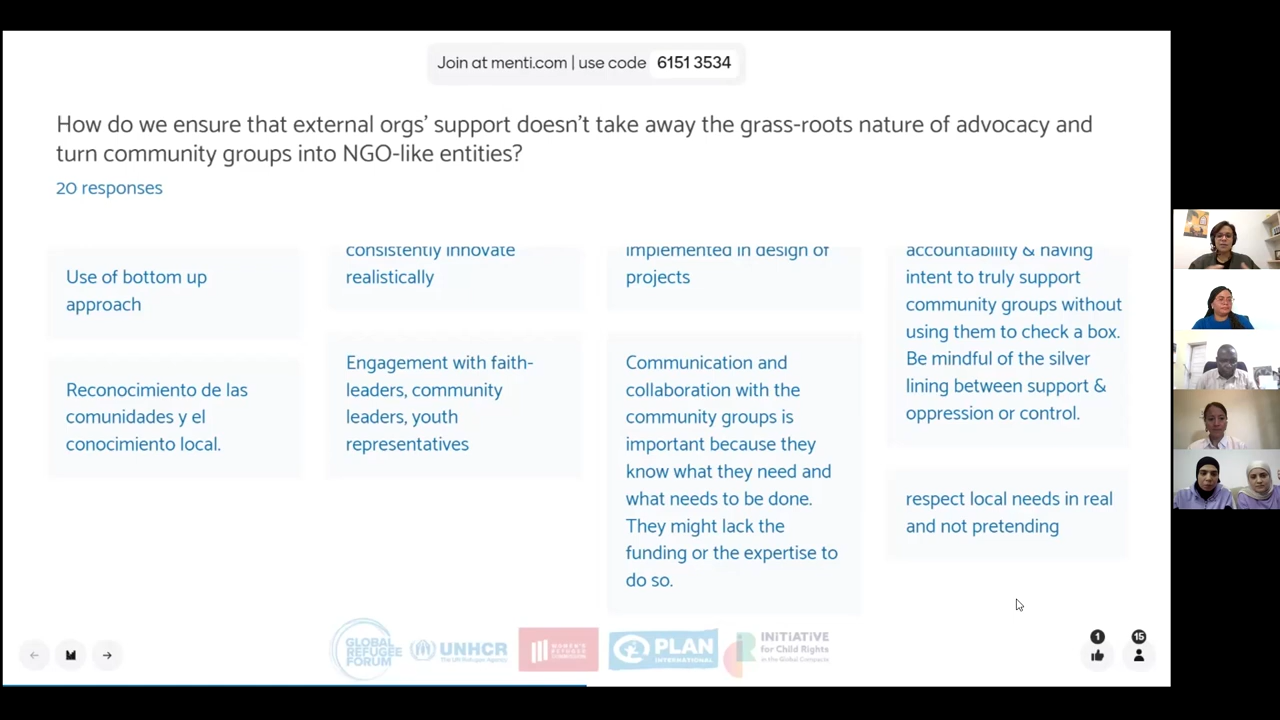 Join at menti.com | use code 6151 3534
How do we ensure that external orgs' support doesn't take away the grass-roots nature of advocacy and
turn community groups into NGO-like entities?
20 responses
Use of bottom up
approach
Reconocimiento de las
comunidades y el
conocimiento local.
consistently innovate
realistically
Engagement with faith-
leaders, community
leaders, youth
representatives
implemented in design of
projects
Communication and
collaboration with the
community groups is
important because they
know what they need and
what needs to be done.
They might lack the
funding or the expertise to
do so.
accountability & having
intent to truly support
community groups without
using them to check a box.
Be mindful of the silver
lining between support &
oppression or control.
respect local needs in real
and not pretending
GLOBAL
REFUGEE
FORUM
UNHCR
The UN Refugee Agency
WOMEN'S
REFUGEE
COMMISSION
PLAN
INTERNATIONAL
INITIATIVE
for Child Rights
in the Global Compacts
1
15